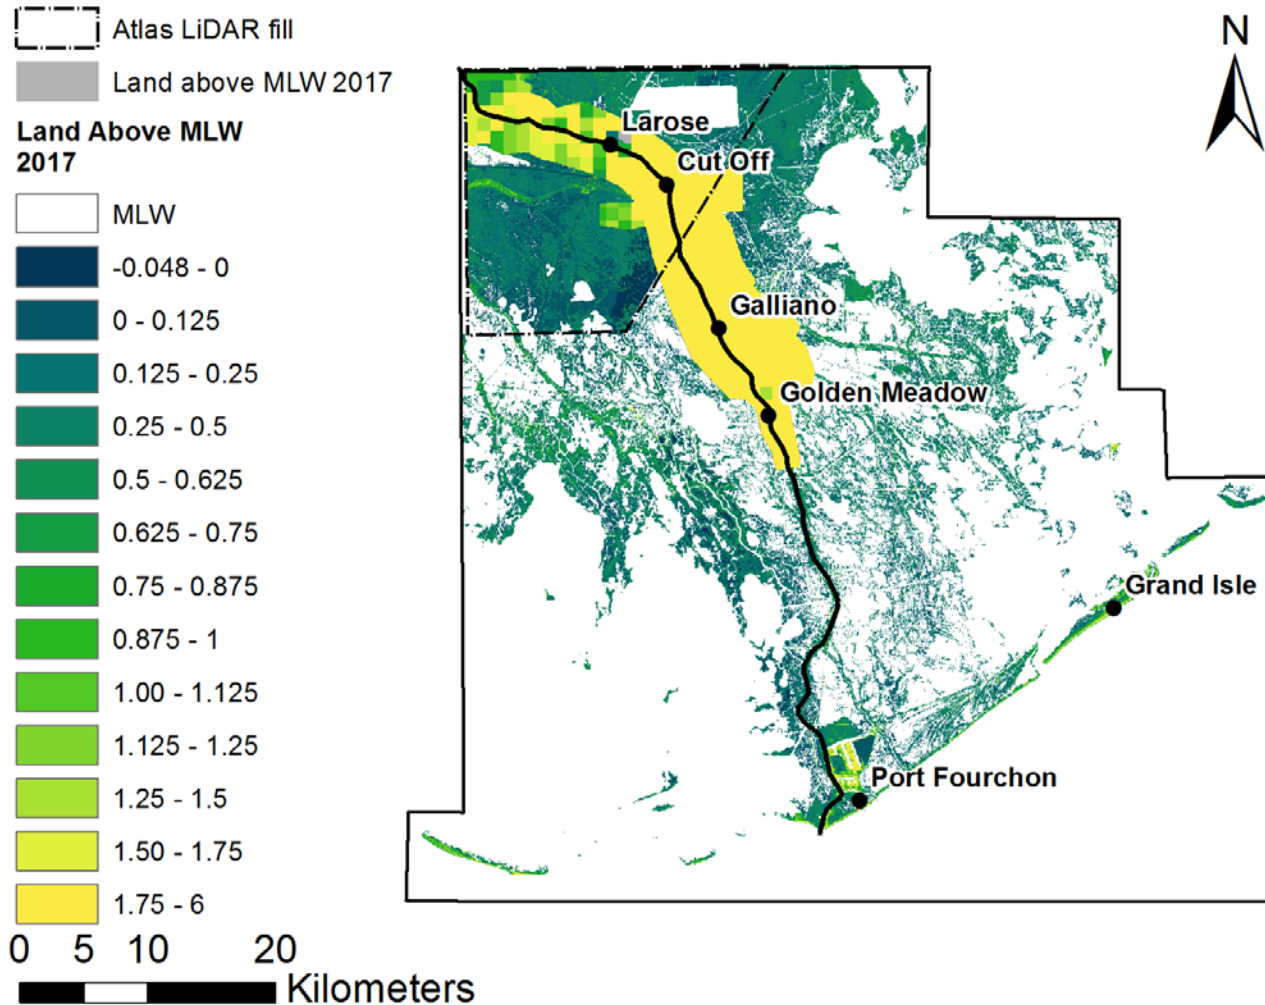 Atlas LiDAR fill
Land above MLW 2017
Land Above MLW
2017
MLW
-0.048 - 0
0 - 0.125
0.125 - 0.25
0.25 - 0.5
0.5 - 0.625
0.625 - 0.75
0.75 - 0.875
0.875 - 1
1.00 - 1.125
1.125 - 1.25
1.25 - 1.5
1.50 - 1.75
1.75 - 6
0 5 10 20
Kilometers
N
Larose
Cut Off
Galliano
Golden Meadow
Grand Isle
Port Fourchon